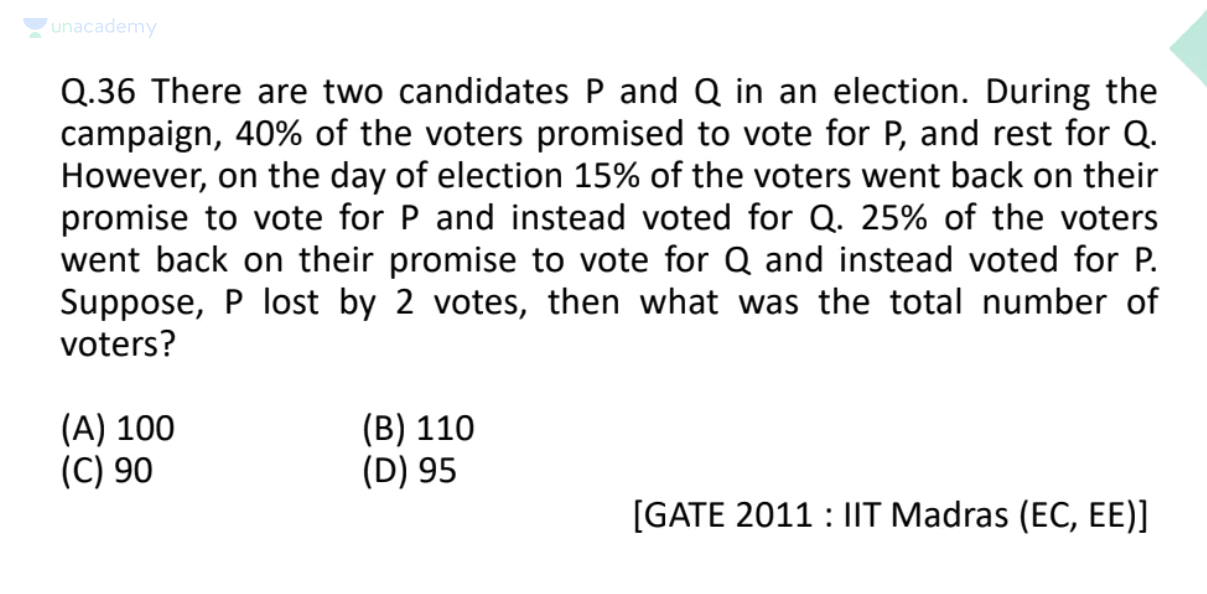 unacademy
Q.36 There are two candidates P and Q in an election. During the
campaign, 40% of the voters promised to vote for P, and rest for Q.
However, on the day of election 15% of the voters went back on their
promise to vote for P and instead voted for Q. 25% of the voters
went back on their promise to vote for Q and instead voted for P.
Suppose, P lost by 2 votes, then what was the total number of
voters?
(A) 100 (B) 110
(C) 90 (D) 95
[GATE 2011 : IIT Madras (EC, EE)]